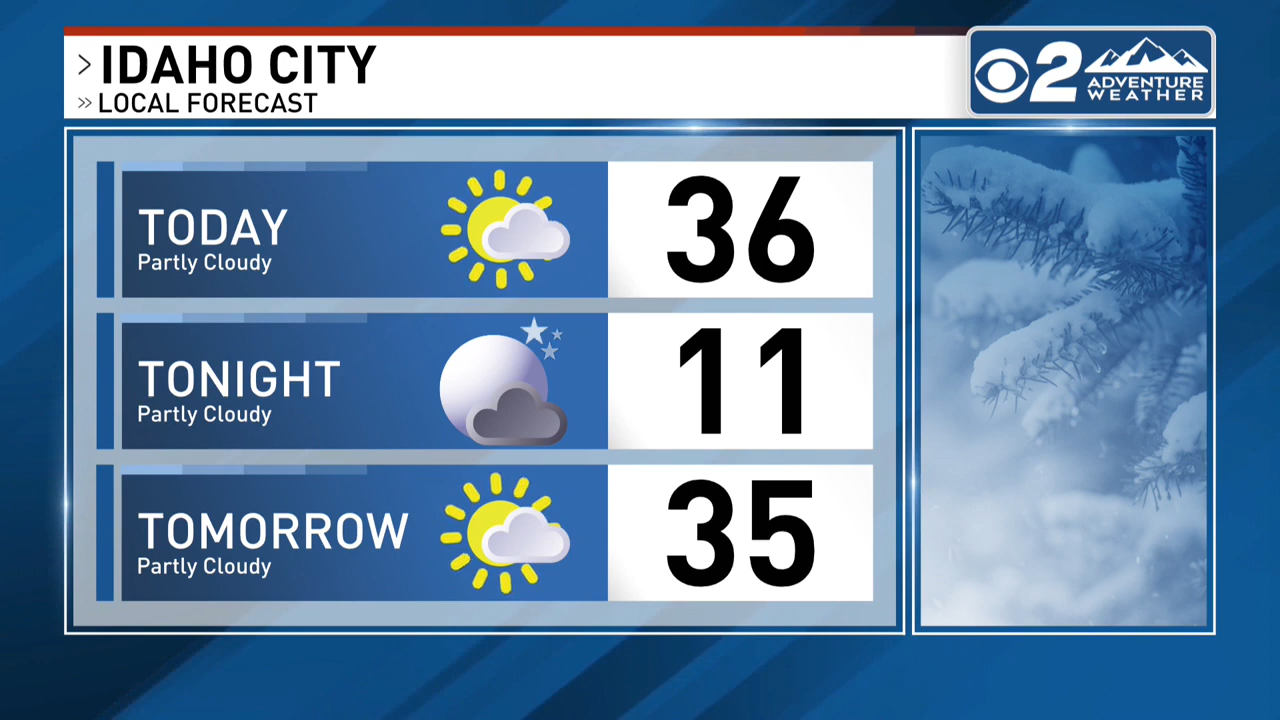 > IDAHO CITY
» LOCAL FORECAST
2 ADVENTURE
WEATHER
TODAY
Partly Cloudy
36
TONIGHT
Partly Cloudy
11
TOMORROW
Partly Cloudy
35